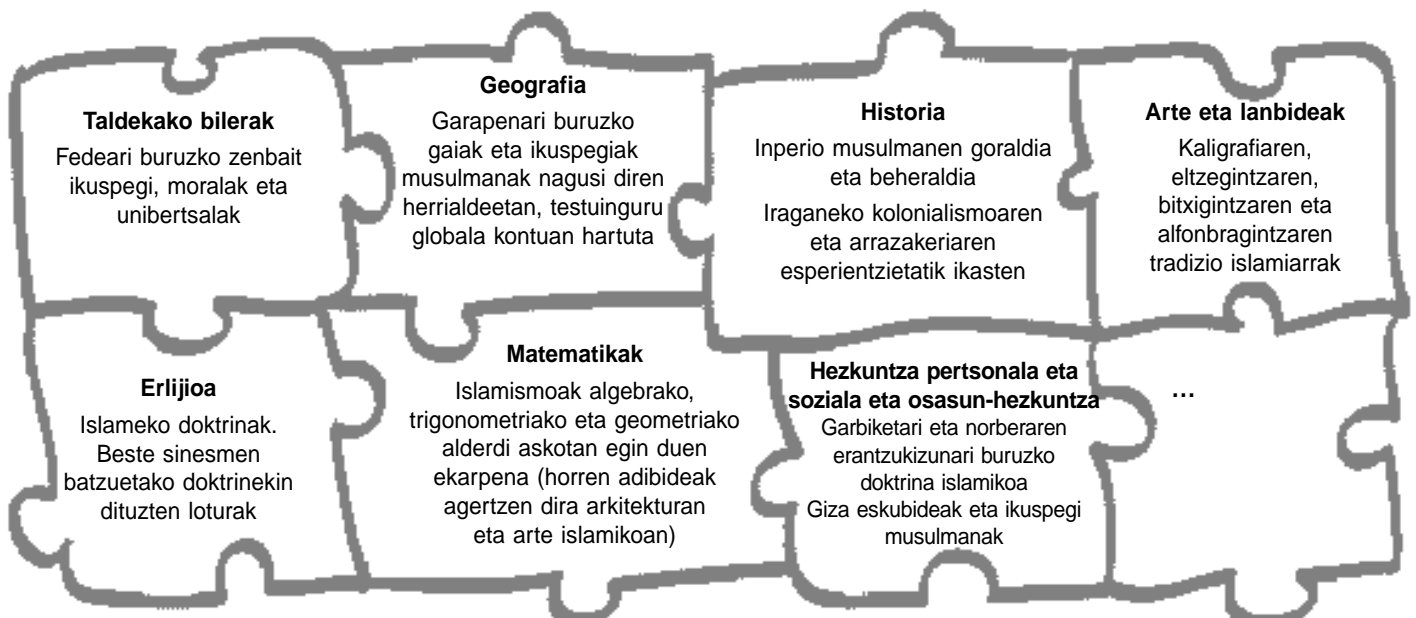 Taldekako bilerak
Fedeari buruzko zenbait
ikuspegi, moralak eta
unibertsalak
Geografia
Garapenari buruzko
gaiak eta ikuspegiak
musulmanak nagusi diren
herrialdeetan, testuinguru
globala kontuan hartuta
Historia
Inperio musulmanen goraldia
eta beheraldia
Iraganeko kolonialismoaren
eta arrazakeriaren
esperientzietatik ikasten
Arte eta lanbideak
Kaligrafiaren,
eltzegintzaren,
bitxigintzaren eta
alfonbragintzaren
tradizio islamiarrak
Erlijioa
Islameko doktrinak.
Beste sinesmen
batzuetako doktrinekin
dituzten loturak
Matematikak
Islamismoak algebrako,
trigonometriako eta geometriako
alderdi askotan egin duen
ekarpena (horren adibideak
agertzen dira arkitekturan
eta arte islamikoan)
Hezkuntza pertsonala eta
soziala eta osasun-hezkuntza
Garbiketari eta norberaren
erantzukizunari buruzko
doktrina islamikoa
Giza eskubideak eta ikuspegi
musulmanak
...